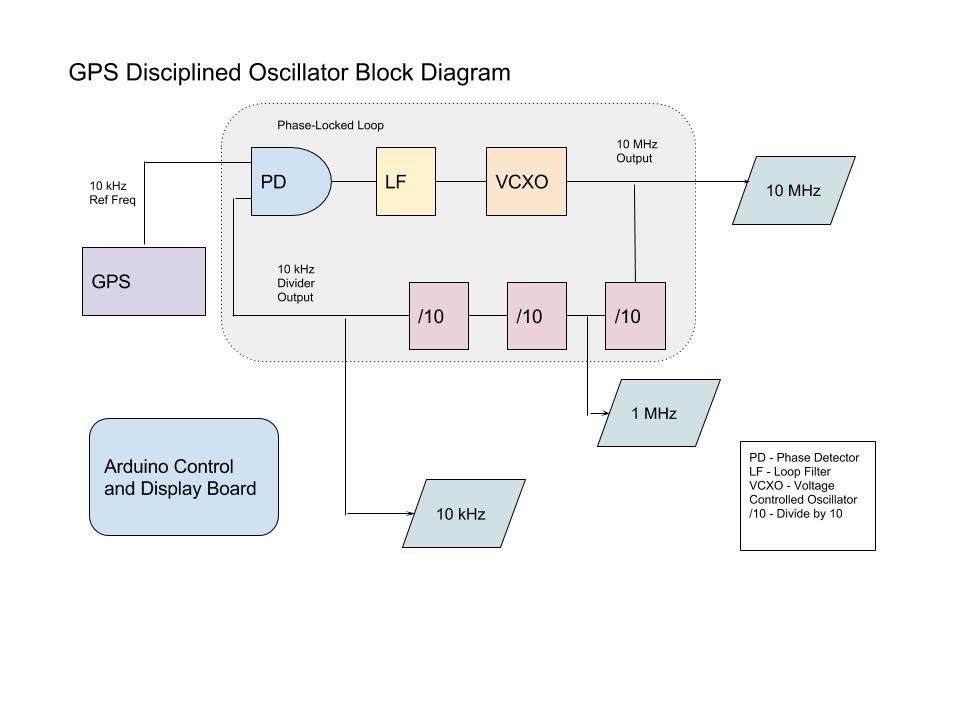 GPS Disciplined Oscillator Block Diagram
Phase-Locked Loop
10 MHz
Output
PD
LF
VCXO
10 MHz
10 kHz
Ref Freq
GPS
10 kHz
Divider
Output
/10
/10
/10
1 MHz
Arduino Control
and Display Board
10 kHz
PD - Phase Detector
LF - Loop Filter
VCXO - Voltage
Controlled Oscillator
/10 - Divide by 10